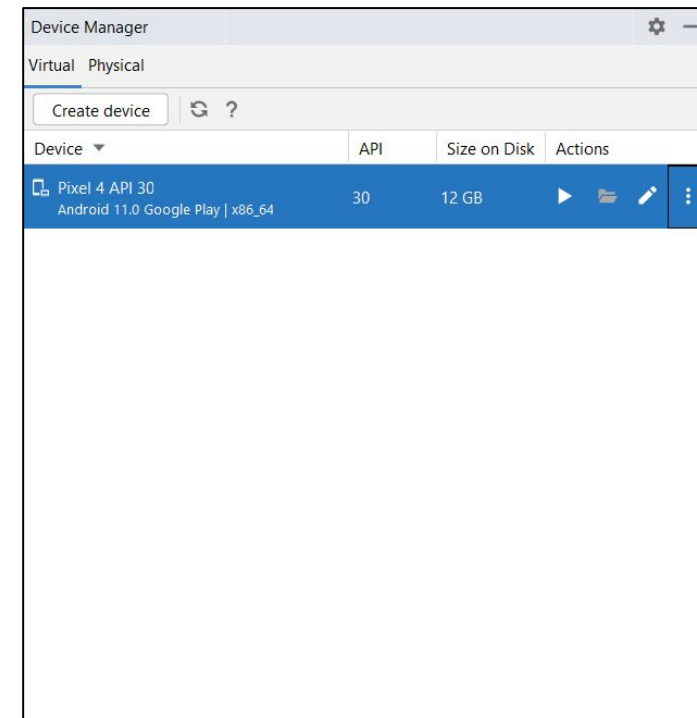 Device Manager
Virtual Physical
Create device ?
Device API Size on Disk Actions
Pixel 4 API 30 30 12 GB
Android 11.0 Google Play | x86_64